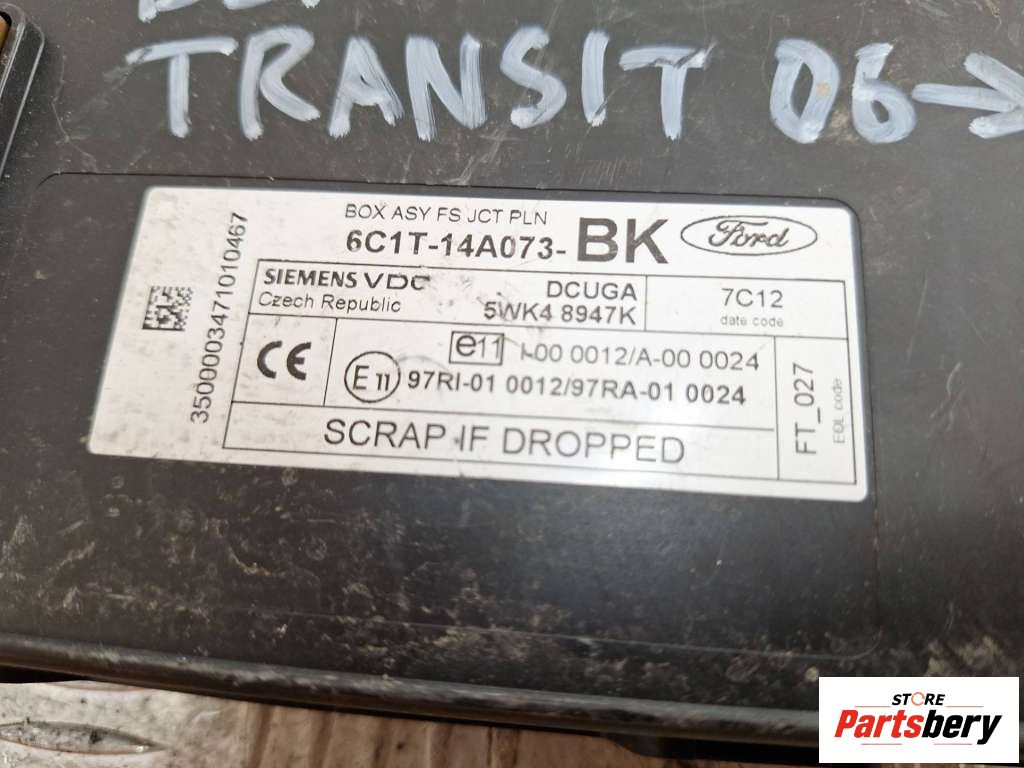 TRANSIT 06→
BOX ASY FS JCT PLN
6C1T-14A073-BK
Ford
SIEMENS VDO
Czech Republic
DCUGA
5WK4 8947K
7C12
date code
CE
e11 I-00 0012/A-00 0024
E11 97RI-01 0012/97RA-01 0024
SCRAP IF DROPPED
FT_027
EOL code
3500003471010467
STORE
Partsbery